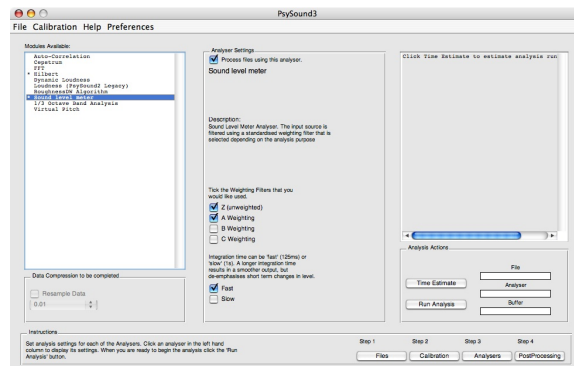 PsySound3
File Calibration Help Preferences
Modules Available:
Auto-Correlation
Cepstrum
FFT
* Hilbert
Dynamic Loudness
Loudness (PsySound2 Legacy)
RoughnessDW Algorithm
* Sound level meter
1/3 Octave Band Analysis
Virtual Pitch
Data Compression to be completed
Resample Data
0.01
Analyser Settings
Process files using this analyser.
Sound level meter
Description:
Sound Level Meter Analyser. The input source is
filtered using a standardised weighting filter that is
selected depending on the analysis purpose
Tick the Weighting Filters that you
would like used.
Z (unweighted)
A Weighting
B Weighting
C Weighting
Integration time can be 'fast' (125ms) or
'slow' (1s). A longer integration time
results in a smoother output, but
de-emphasises short term changes in level.
Fast
Slow
Click Time Estimate to estimate analysis run
Analysis Actions
File
Time Estimate
Analyser
Run Analysis
Buffer
Instructions
Set analysis settings for each of the Analysers. Click an analyser in the left hand
column to display its settings. When you are ready to begin the analysis click the 'Run
Analysis' button.
Step 1 Step 2 Step 3 Step 4
Files Calibration Analysers PostProcessing